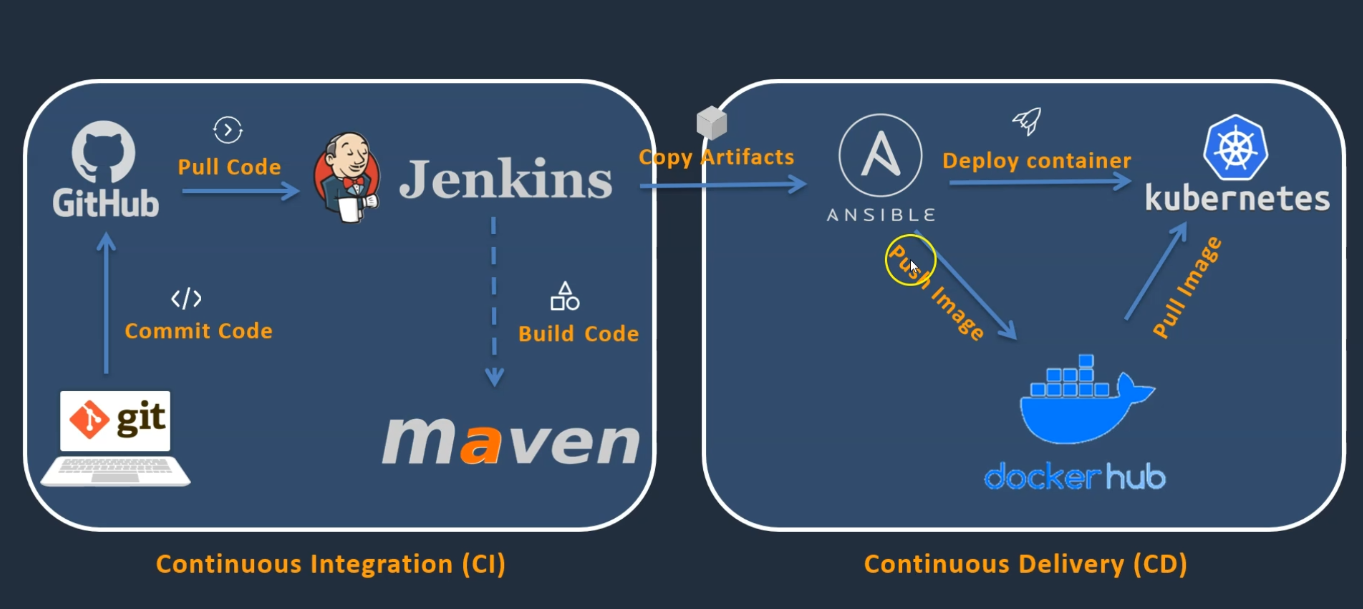 Pull Code
GitHub
Jenkins
Copy Artifacts
ANSIBLE
Deploy container
kubernetes
</>
Commit Code
Build Code
Push Image
Pull Image
git
maven
docker hub
Continuous Integration (CI)
Continuous Delivery (CD)